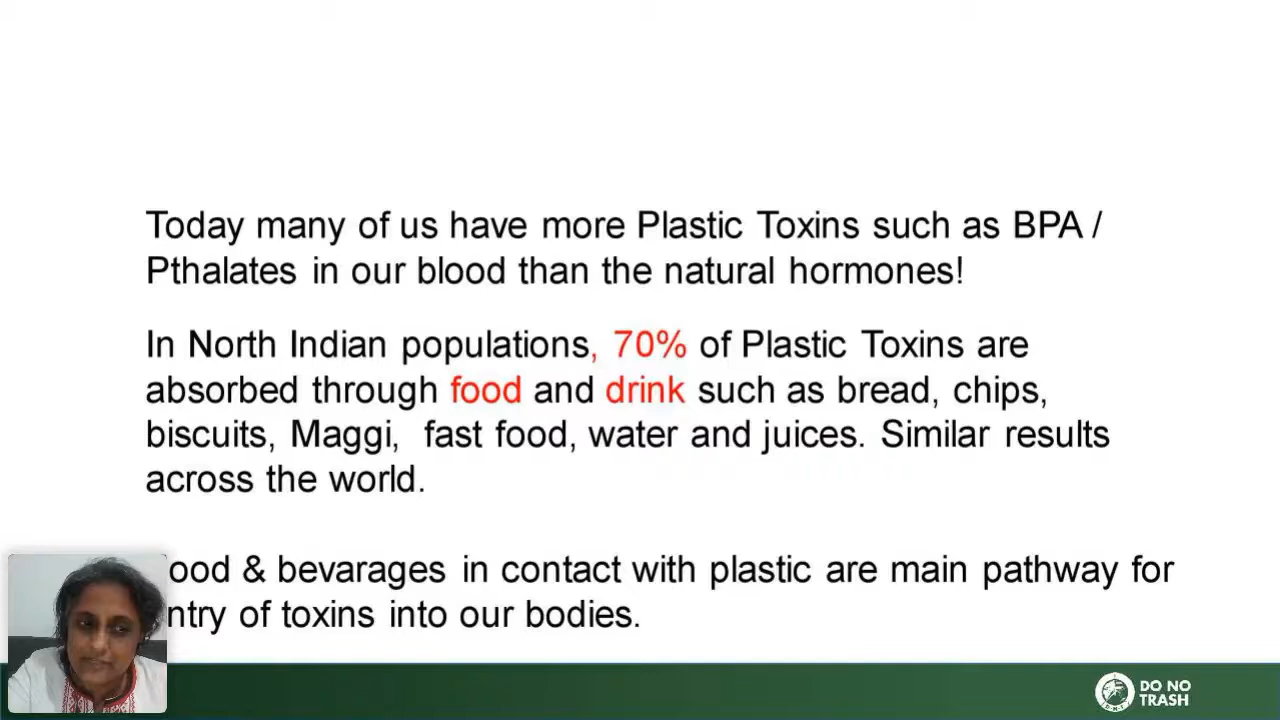 Today many of us have more Plastic Toxins such as BPA /
Pthalates in our blood than the natural hormones!
In North Indian populations, 70% of Plastic Toxins are
absorbed through food and drink such as bread, chips,
biscuits, Maggi, fast food, water and juices. Similar results
across the world.
ood & bevarages in contact with plastic are main pathway for
ntry of toxins into our bodies.
DO NO
TRASH